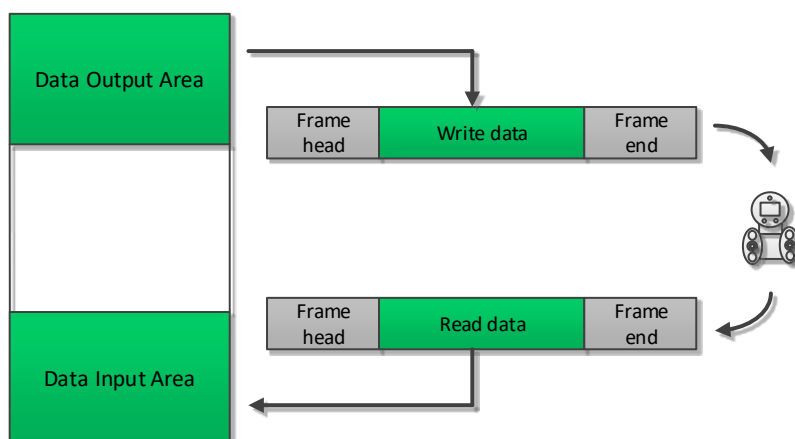 Data Output Area
Frame
head
Write data
Frame
end
Frame
head
Read data
Frame
end
Data Input Area